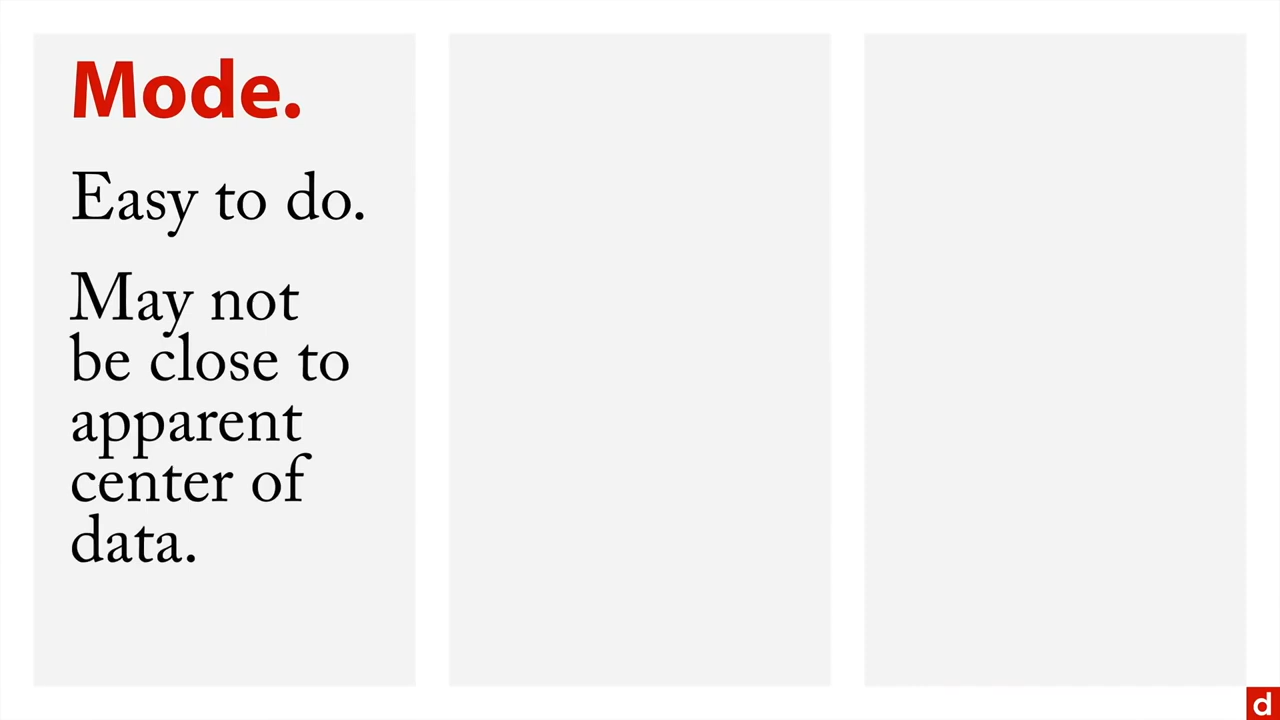 Mode.
Easy to do.
May not
be close to
apparent
center of
data.
d